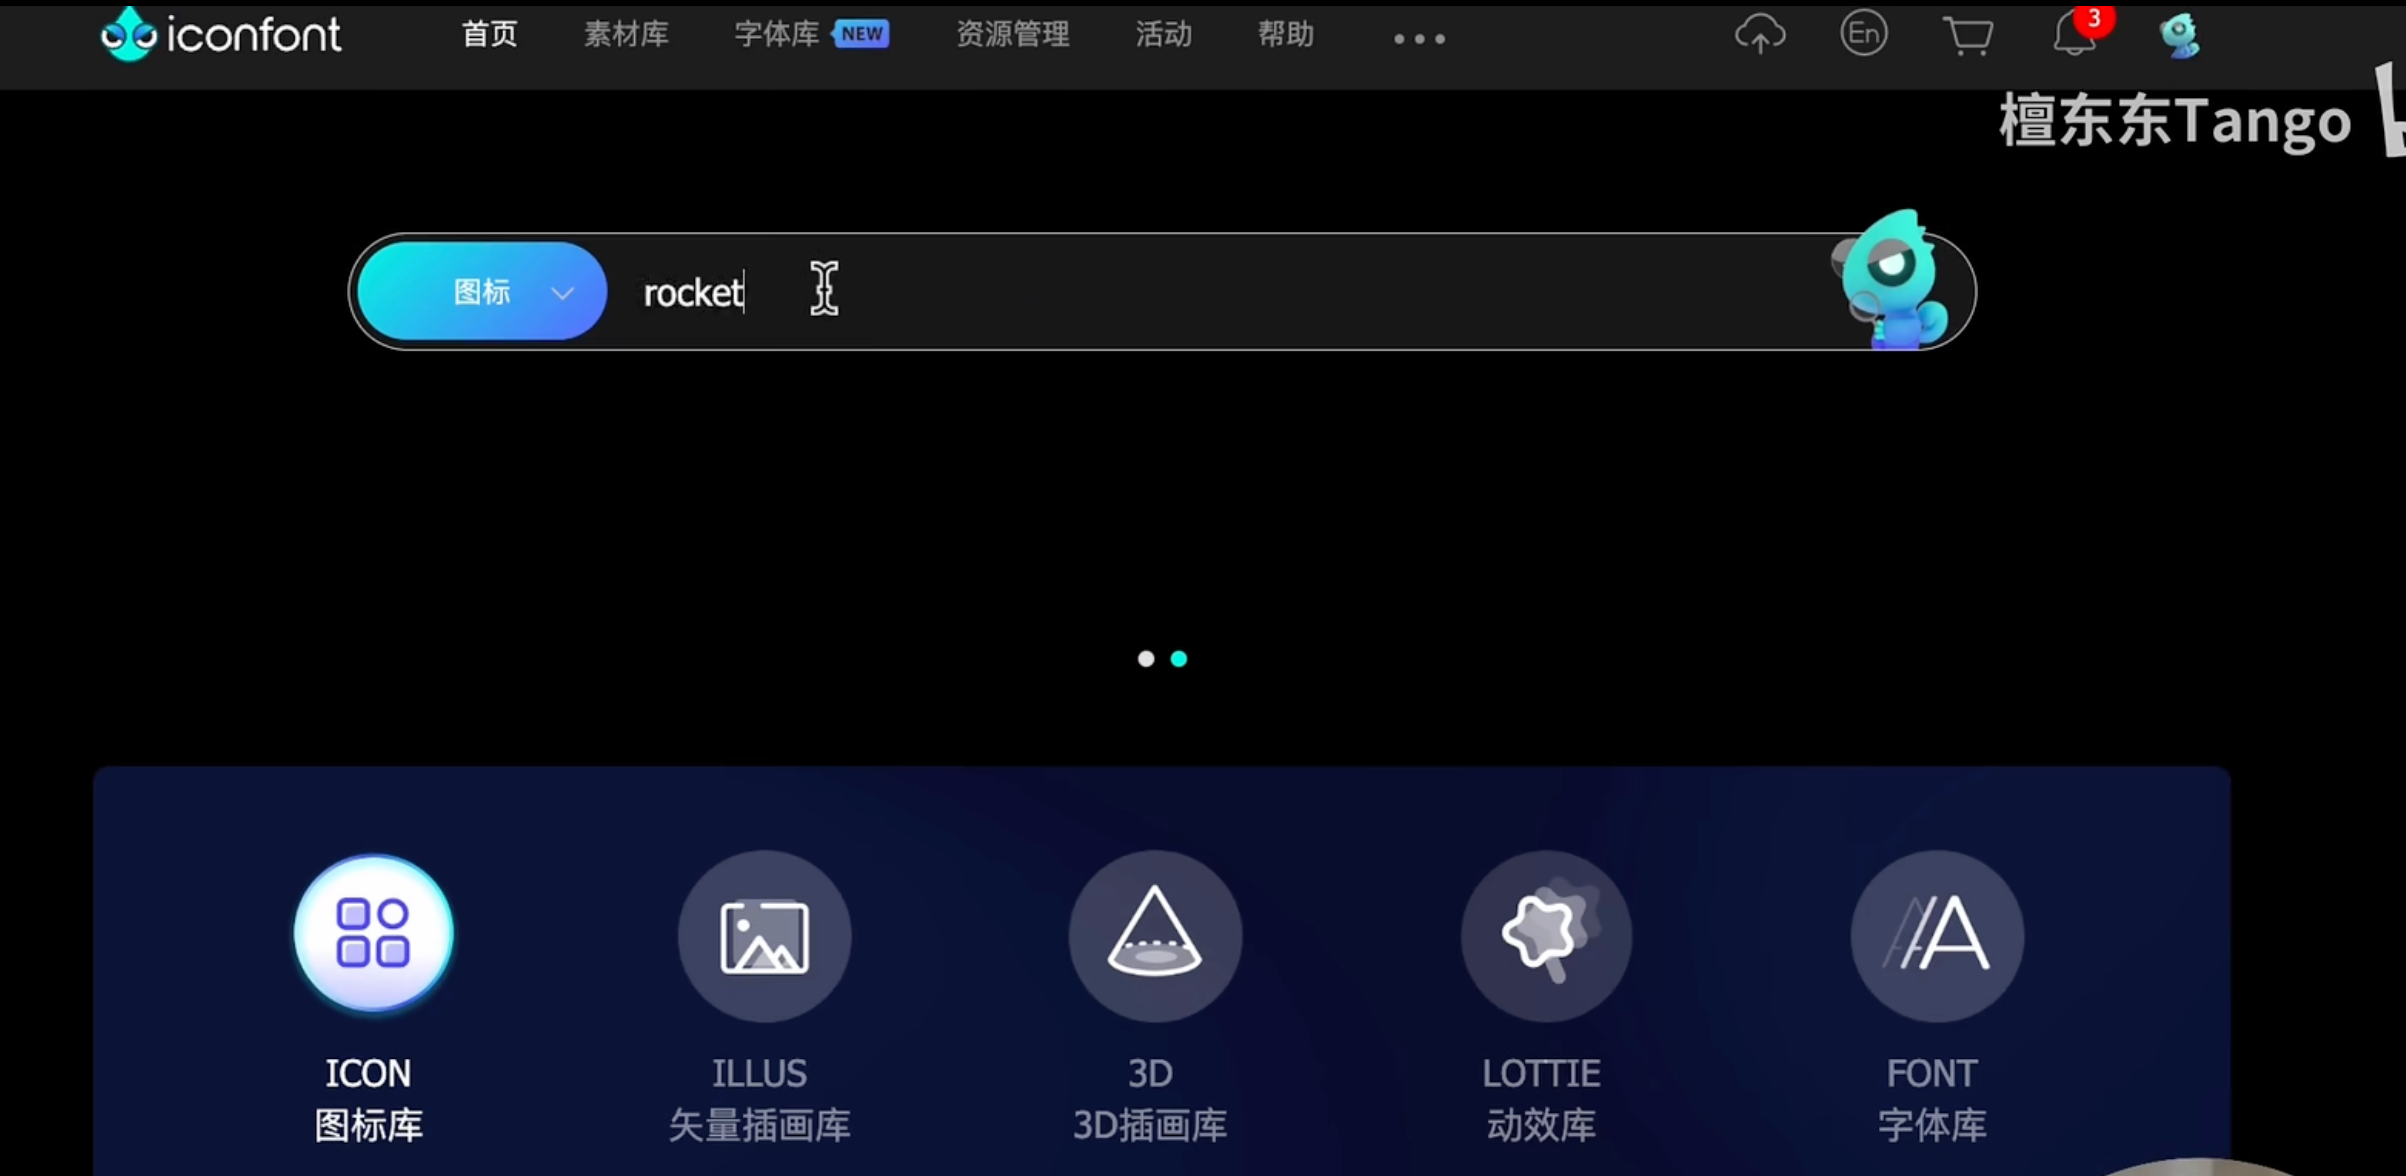 iconfont 首页 素材库 字体库 NEW 资源管理 活动 帮助 ••• En 3
檀东东Tango
图标 rocket
ICON ILLUS 3D LOTTIE FONT
图标库 矢量插画库 3D插画库 动效库 字体库